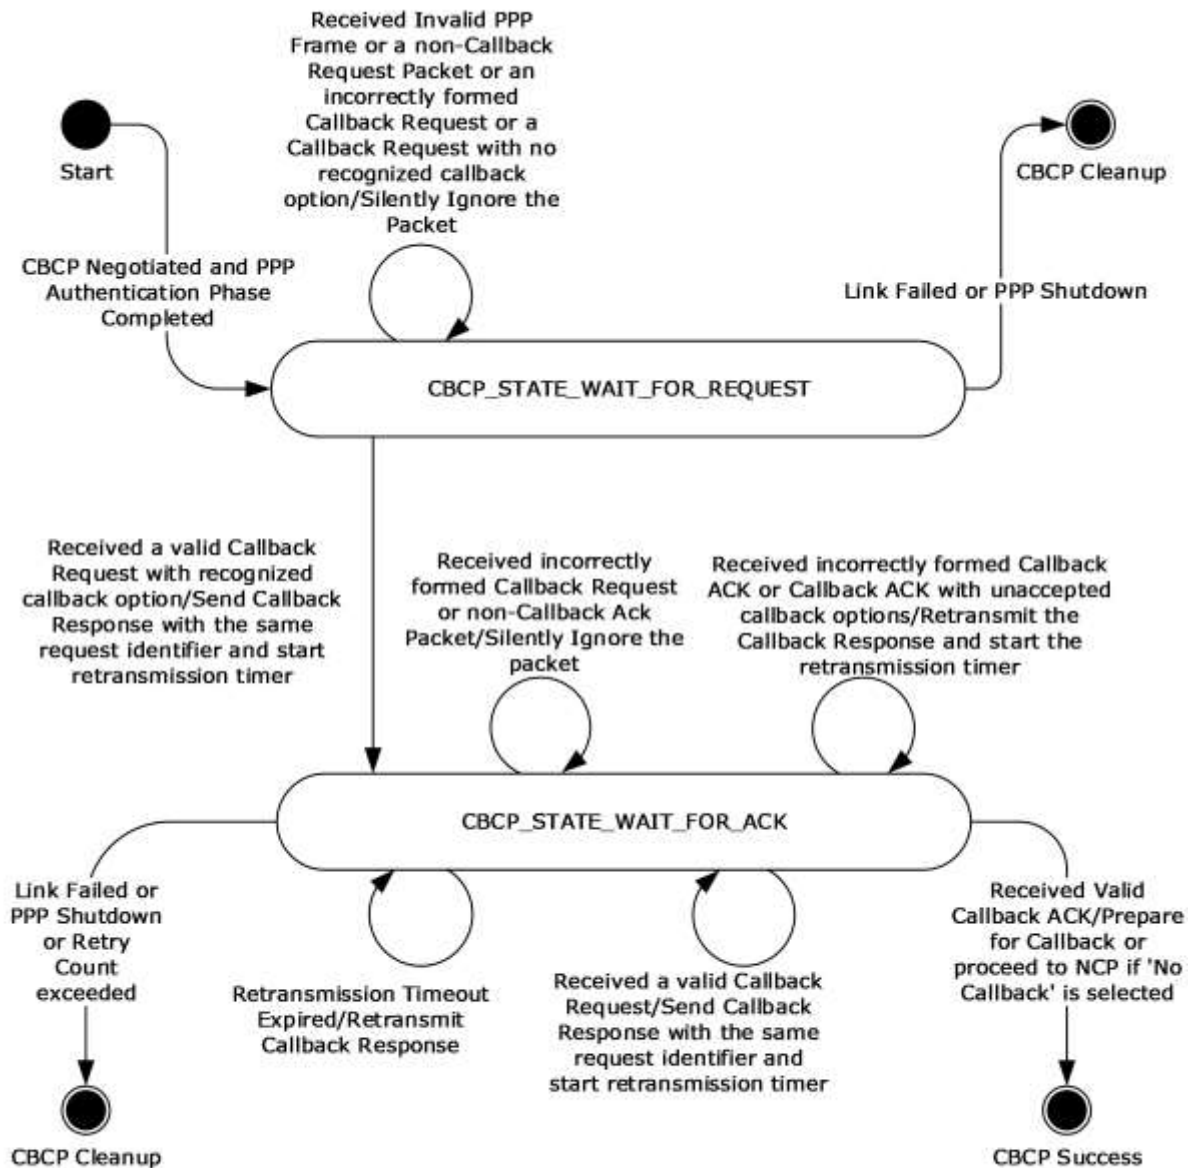 Received Invalid PPP
Frame or a non-Callback
Request Packet or an
incorrectly formed
Callback Request or a
Callback Request with no
recognized callback
option/Silently Ignore the
Packet
Start
CBCP Cleanup
CBCP Negotiated and PPP
Authentication Phase
Completed
Link Failed or PPP Shutdown
CBCP_STATE_WAIT_FOR_REQUEST
Received a valid Callback
Request with recognized
callback option/Send Callback
Response with the same
request identifier and start
retransmission timer
Received incorrectly
formed Callback Request
or non-Callback Ack
Packet/Silently Ignore the
packet
Received incorrectly formed Callback
ACK or Callback ACK with unaccepted
callback options/Retransmit the
Callback Response and start the
retransmission timer
CBCP_STATE_WAIT_FOR_ACK
Link Failed or
PPP Shutdown
or Retry
Count
exceeded
Retransmission Timeout
Expired/Retransmit
Callback Response
Received a valid Callback
Request/Send Callback
Response with the same
request identifier and
start retransmission timer
Received Valid
Callback ACK/Prepare
for Callback or
proceed to NCP if 'No
Callback' is selected
CBCP Cleanup
CBCP Success